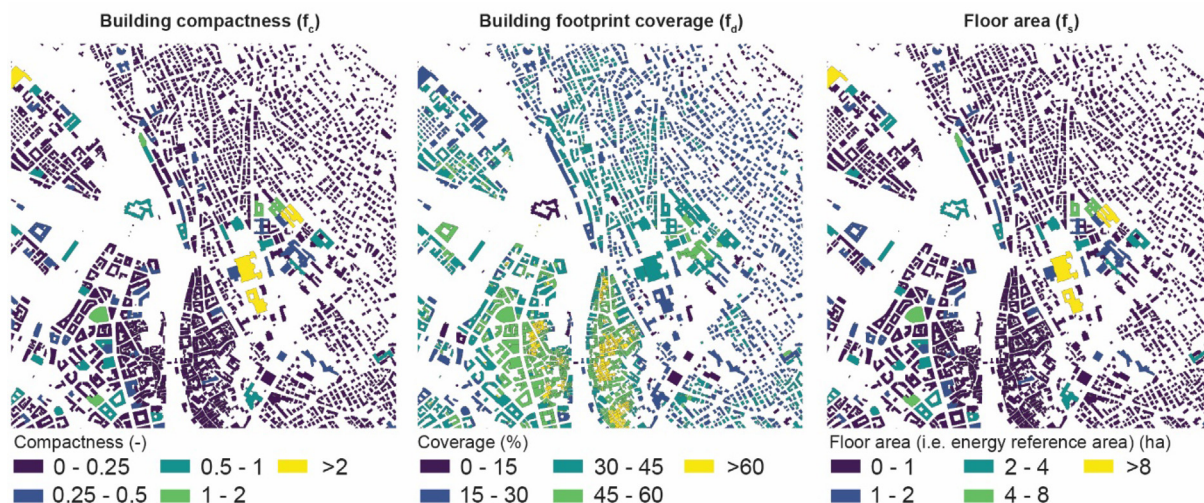 Building compactness (fc)
Building footprint coverage (fd)
Floor area (fs)
Compactness (-)
0 - 0.25
0.5 - 1
>2
0.25 - 0.5
1 - 2
Coverage (%)
0 - 15
30 - 45
>60
15 - 30
45 - 60
Floor area (i.e. energy reference area) (ha)
0 - 1
2 - 4
>8
1 - 2
4 - 8